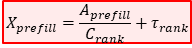 X_prefill = A_prefill / C_rank + τ_rank